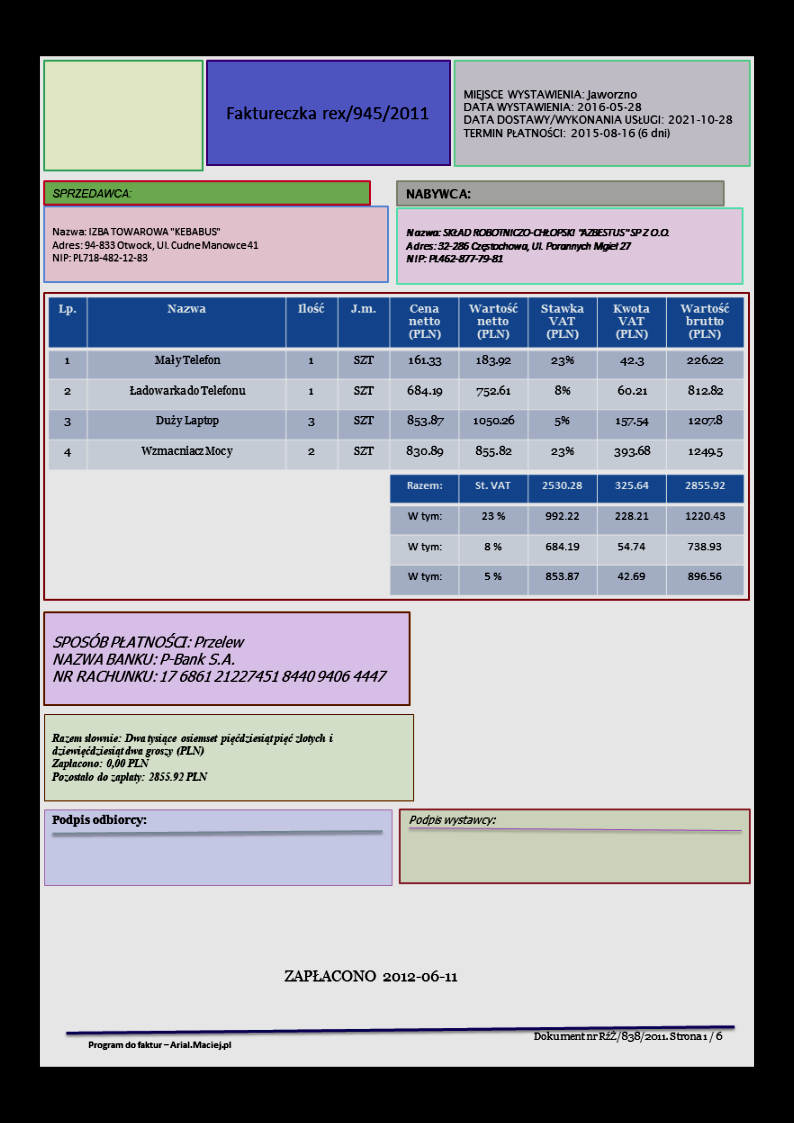 Faktureczka rex/945/2011
MIEJSCE WYSTAWIENIA: Jaworzno
DATA WYSTAWIENIA: 2016-05-28
DATA DOSTAWY/WYKONANIA USŁUGI: 2021-10-28
TERMIN PŁATNOŚCI: 2015-08-16 (6 dni)
SPRZEDAWCA:
NABYWCA:
Nazwa: IZBA TOWAROWA "KEBABUS"
Adres: 94-833 Otwock, Ul. Cudne Manowce 41
NIP: PL718-482-12-83
Nazwa: SKŁAD ROBOTNICZO-CHŁOPSKI "AZBESTUS" SP Z O.O.
Adres: 32-286 Częstochowa, Ul. Porannych Mgieł 27
NIP: PL462-877-79-81
Lp. Nazwa Ilość J.m. Cena netto (PLN) Wartość netto (PLN) Stawka VAT (PLN) Kwota VAT (PLN) Wartość brutto (PLN)
1 Mały Telefon 1 SZT 161.33 183.92 23% 42.3 226.22
2 Ładowarka do Telefonu 1 SZT 684.19 752.61 8% 60.21 812.82
3 Duży Laptop 3 SZT 853.87 1050.26 5% 157.54 1207.8
4 Wzmacniacz Mocy 2 SZT 830.89 855.82 23% 393.68 1249.5
Razem: St. VAT 2530.28 325.64 2855.92
W tym: 23 % 992.22 228.21 1220.43
W tym: 8 % 684.19 54.74 738.93
W tym: 5 % 853.87 42.69 896.56
SPOSÓB PŁATNOŚCI: Przelew
NAZWA BANKU: P-Bank S.A.
NR RACHUNKU: 17 6861 21227451 8440 9406 4447
Razem słownie: Dwa tysiące osiemset pięćdziesiąt pięć złotych i
dziewięćdziesiąt dwa groszy (PLN)
Zapłacono: 0,00 PLN
Pozostało do zapłaty: 2855.92 PLN
Podpis odbiorcy:
Podpis wystawcy:
ZAPŁACONO 2012-06-11
Dokument nr RŚŻ/838/2011. Strona 1 / 6
Program do faktur – Arial.Maciej.pl